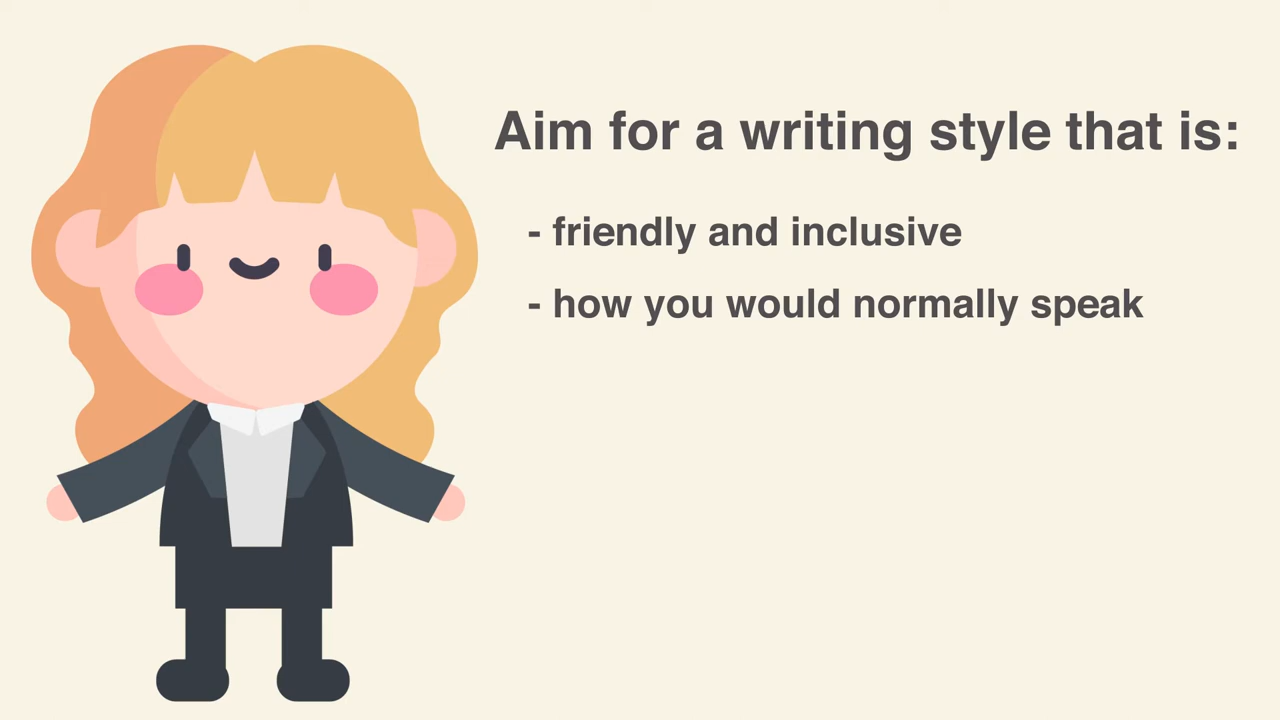 Aim for a writing style that is:
- friendly and inclusive
- how you would normally speak